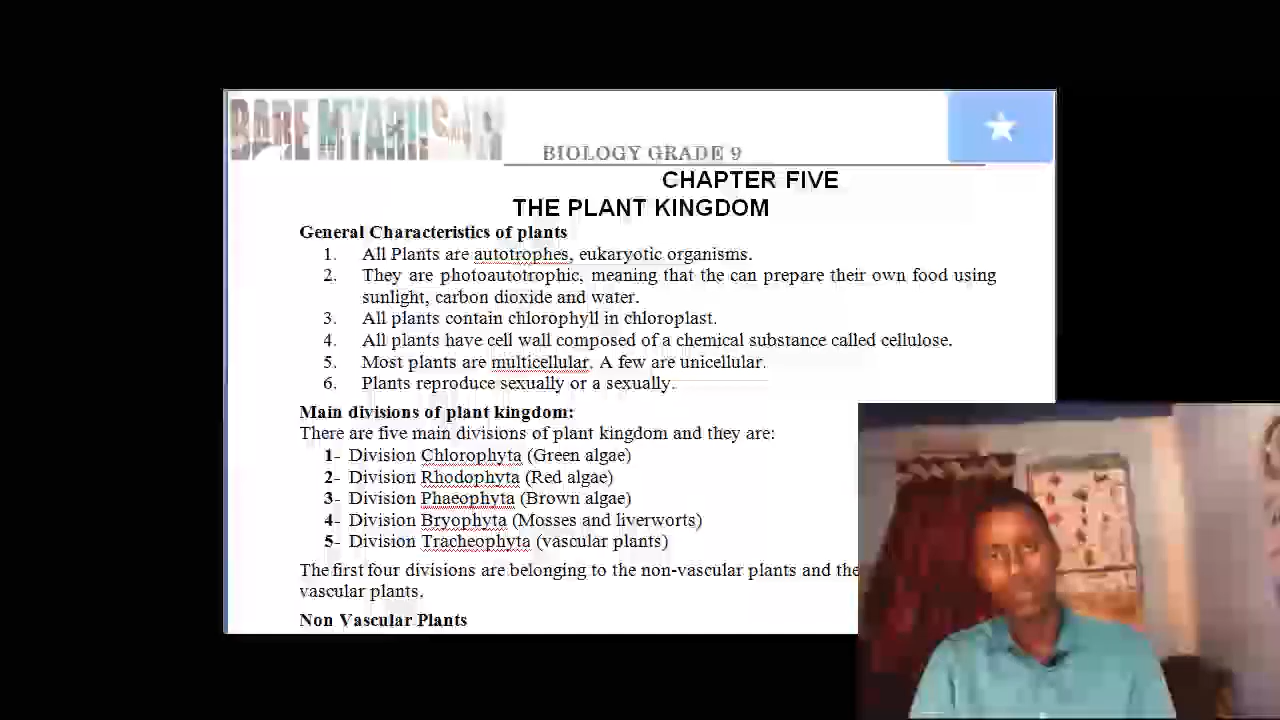 BARE MYARI
BIOLOGY GRADE 9
CHAPTER FIVE
THE PLANT KINGDOM
General Characteristics of plants
1. All Plants are autotrophes, eukaryotic organisms.
2. They are photoautotrophic, meaning that the can prepare their own food using
sunlight, carbon dioxide and water.
3. All plants contain chlorophyll in chloroplast.
4. All plants have cell wall composed of a chemical substance called cellulose.
5. Most plants are multicellular. A few are unicellular.
6. Plants reproduce sexually or a sexually.
Main divisions of plant kingdom:
There are five main divisions of plant kingdom and they are:
1- Division Chlorophyta (Green algae)
2- Division Rhodophyta (Red algae)
3- Division Phaeophyta (Brown algae)
4- Division Bryophyta (Mosses and liverworts)
5- Division Tracheophyta (vascular plants)
The first four divisions are belonging to the non-vascular plants and the
vascular plants.
Non Vascular Plants